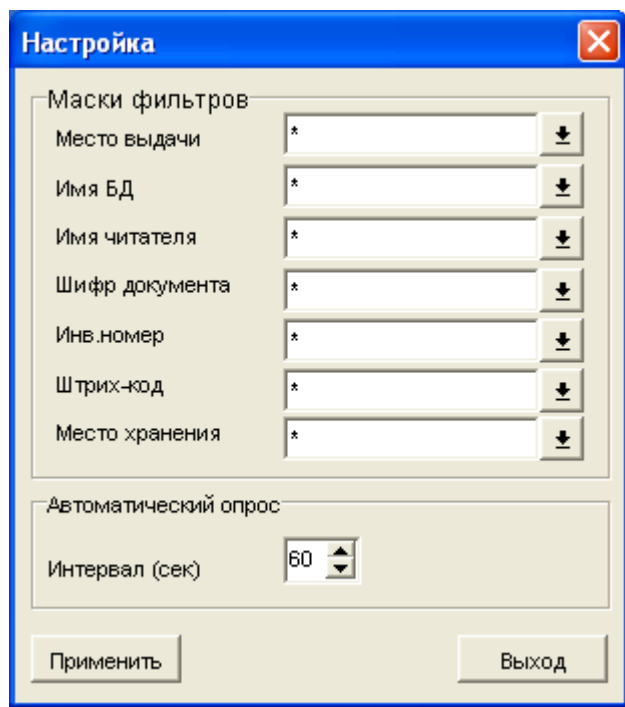 Настройка
Маски фильтров
Место выдачи *
Имя БД *
Имя читателя *
Шифр документа *
Инв.номер *
Штрих-код *
Место хранения *
Автоматический опрос
Интервал (сек) 60
Применить Выход